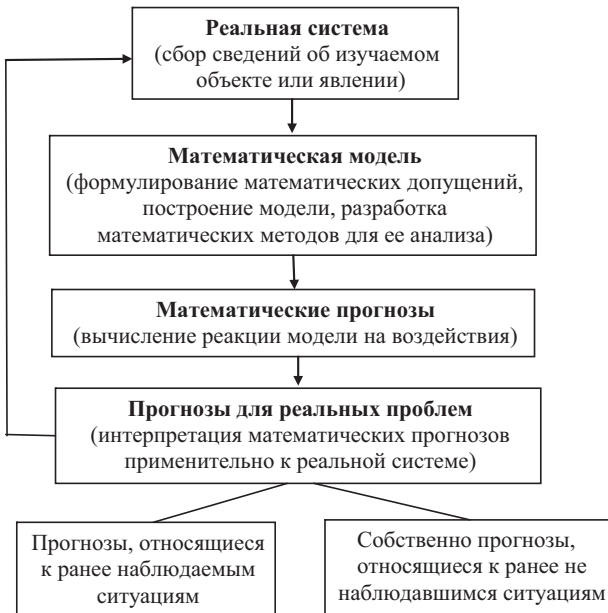 Реальная система
(сбор сведений об изучаемом
объекте или явлении)
Математическая модель
(формулирование математических допущений,
построение модели, разработка
математических методов для ее анализа)
Математические прогнозы
(вычисление реакции модели на воздействия)
Прогнозы для реальных проблем
(интерпретация математических прогнозов
применительно к реальной системе)
Прогнозы, относящиеся
к ранее наблюдаемым
ситуациям
Собственно прогнозы,
относящиеся к ранее не
наблюдавшимся ситуациям